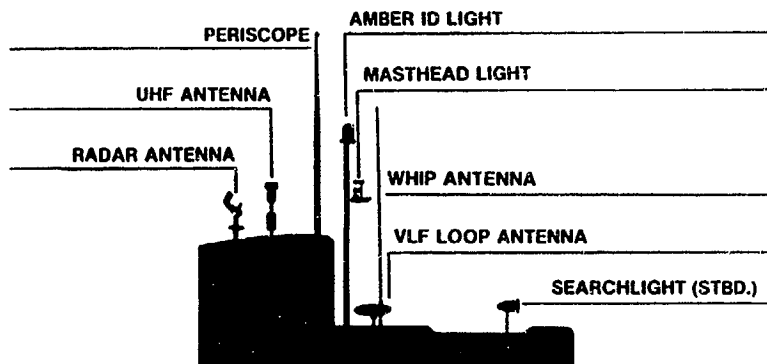 AMBER ID LIGHT
PERISCOPE
MASTHEAD LIGHT
UHF ANTENNA
RADAR ANTENNA
WHIP ANTENNA
VLF LOOP ANTENNA
SEARCHLIGHT (STBD.)